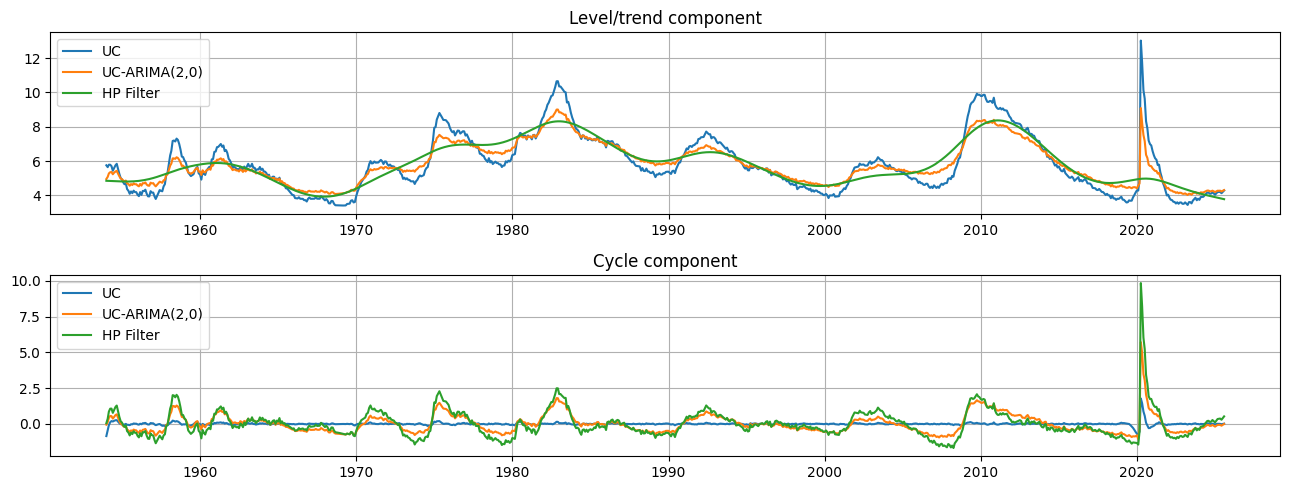 Level/trend component
UC
UC-ARIMA(2,0)
HP Filter
12
10
8
6
4
1960 1970 1980 1990 2000 2010 2020
Cycle component
UC
UC-ARIMA(2,0)
HP Filter
10.0
7.5
5.0
2.5
0.0
1960 1970 1980 1990 2000 2010 2020